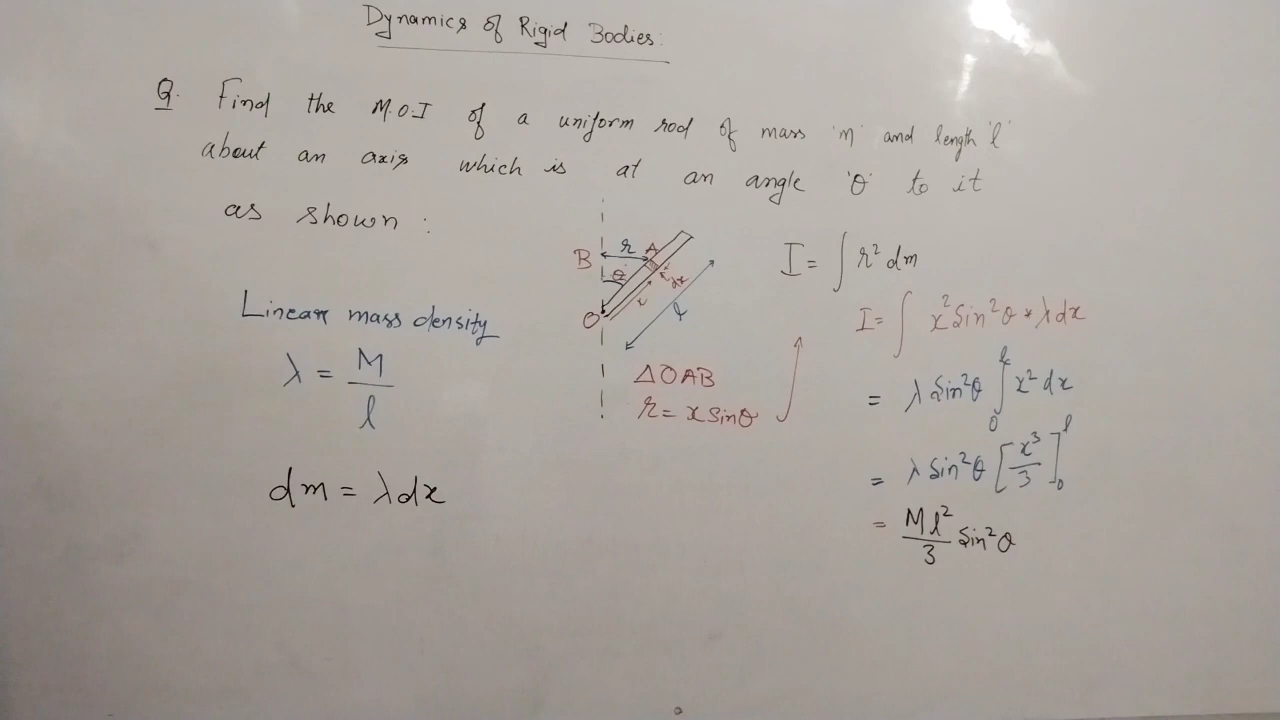 Dynamics of Rigid Bodies:
Q. Find the M.O.I of a uniform rod of mass 'm' and length 'l'
about an axis which is at an angle 'θ' to it
as shown :
B r A
θ
x dx
l
O
ΔOAB
r = x sinθ
Linear mass density
λ = M/l
dm = λdx
I = ∫ r² dm
I = ∫ x² Sin²θ * λdx
= λ Sin²θ ∫₀ˡ x² dx
= λ Sin²θ [x³/3]₀ˡ
= Ml²/3 Sin²θ